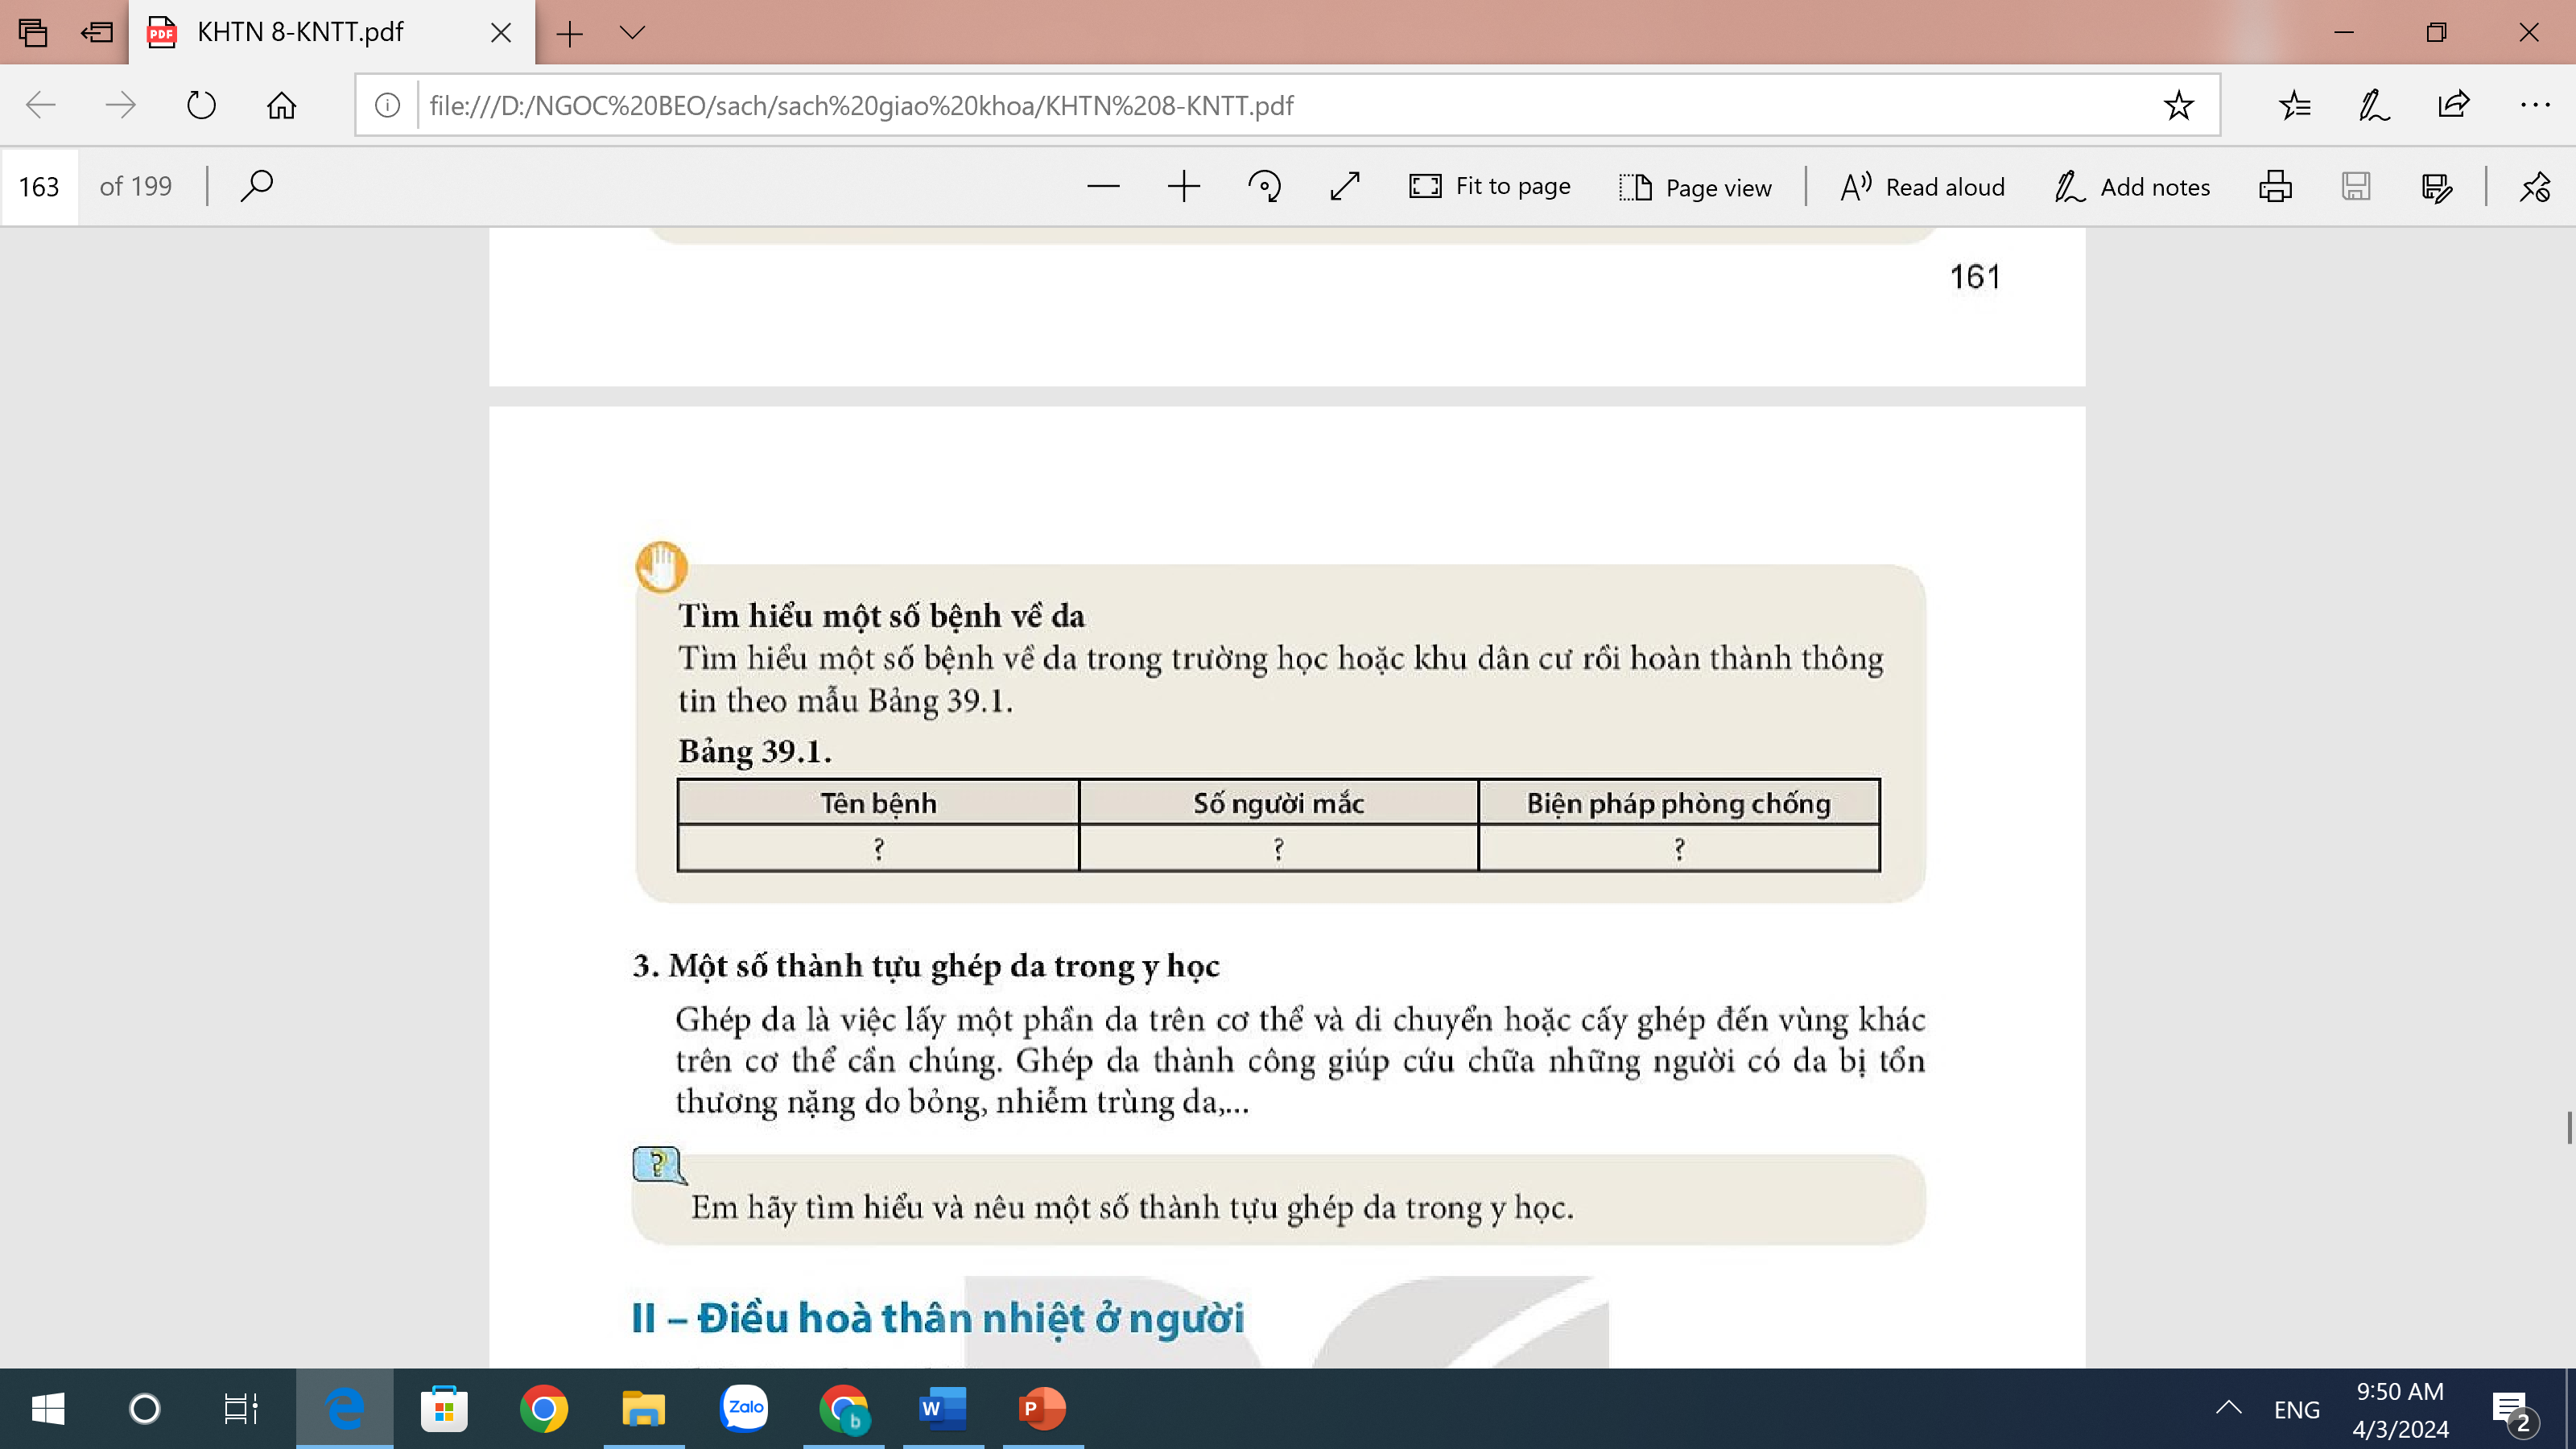 KHTN 8-KNTT.pdf
file:///D:/NGOC%20BEO/sach/sach%20giao%20khoa/KHTN%208-KNTT.pdf
163 of 199
Fit to page
Page view
Read aloud
Add notes
161
Tìm hiểu một số bệnh về da
Tìm hiểu một số bệnh về da trong trường học hoặc khu dân cư rồi hoàn thành thông
tin theo mẫu Bảng 39.1.
Bảng 39.1.
Tên bệnh Số người mắc Biện pháp phòng chống
? ? ?
3. Một số thành tựu ghép da trong y học
Ghép da là việc lấy một phần da trên cơ thể và di chuyển hoặc cấy ghép đến vùng khác
trên cơ thể cần chúng. Ghép da thành công giúp cứu chữa những người có da bị tổn
thương nặng do bỏng, nhiễm trùng da,...
?
Em hãy tìm hiểu và nêu một số thành tựu ghép da trong y học.
II – Điều hoà thân nhiệt ở người
Zalo
b
W
P
ENG
9:50 AM
4/3/2024
2